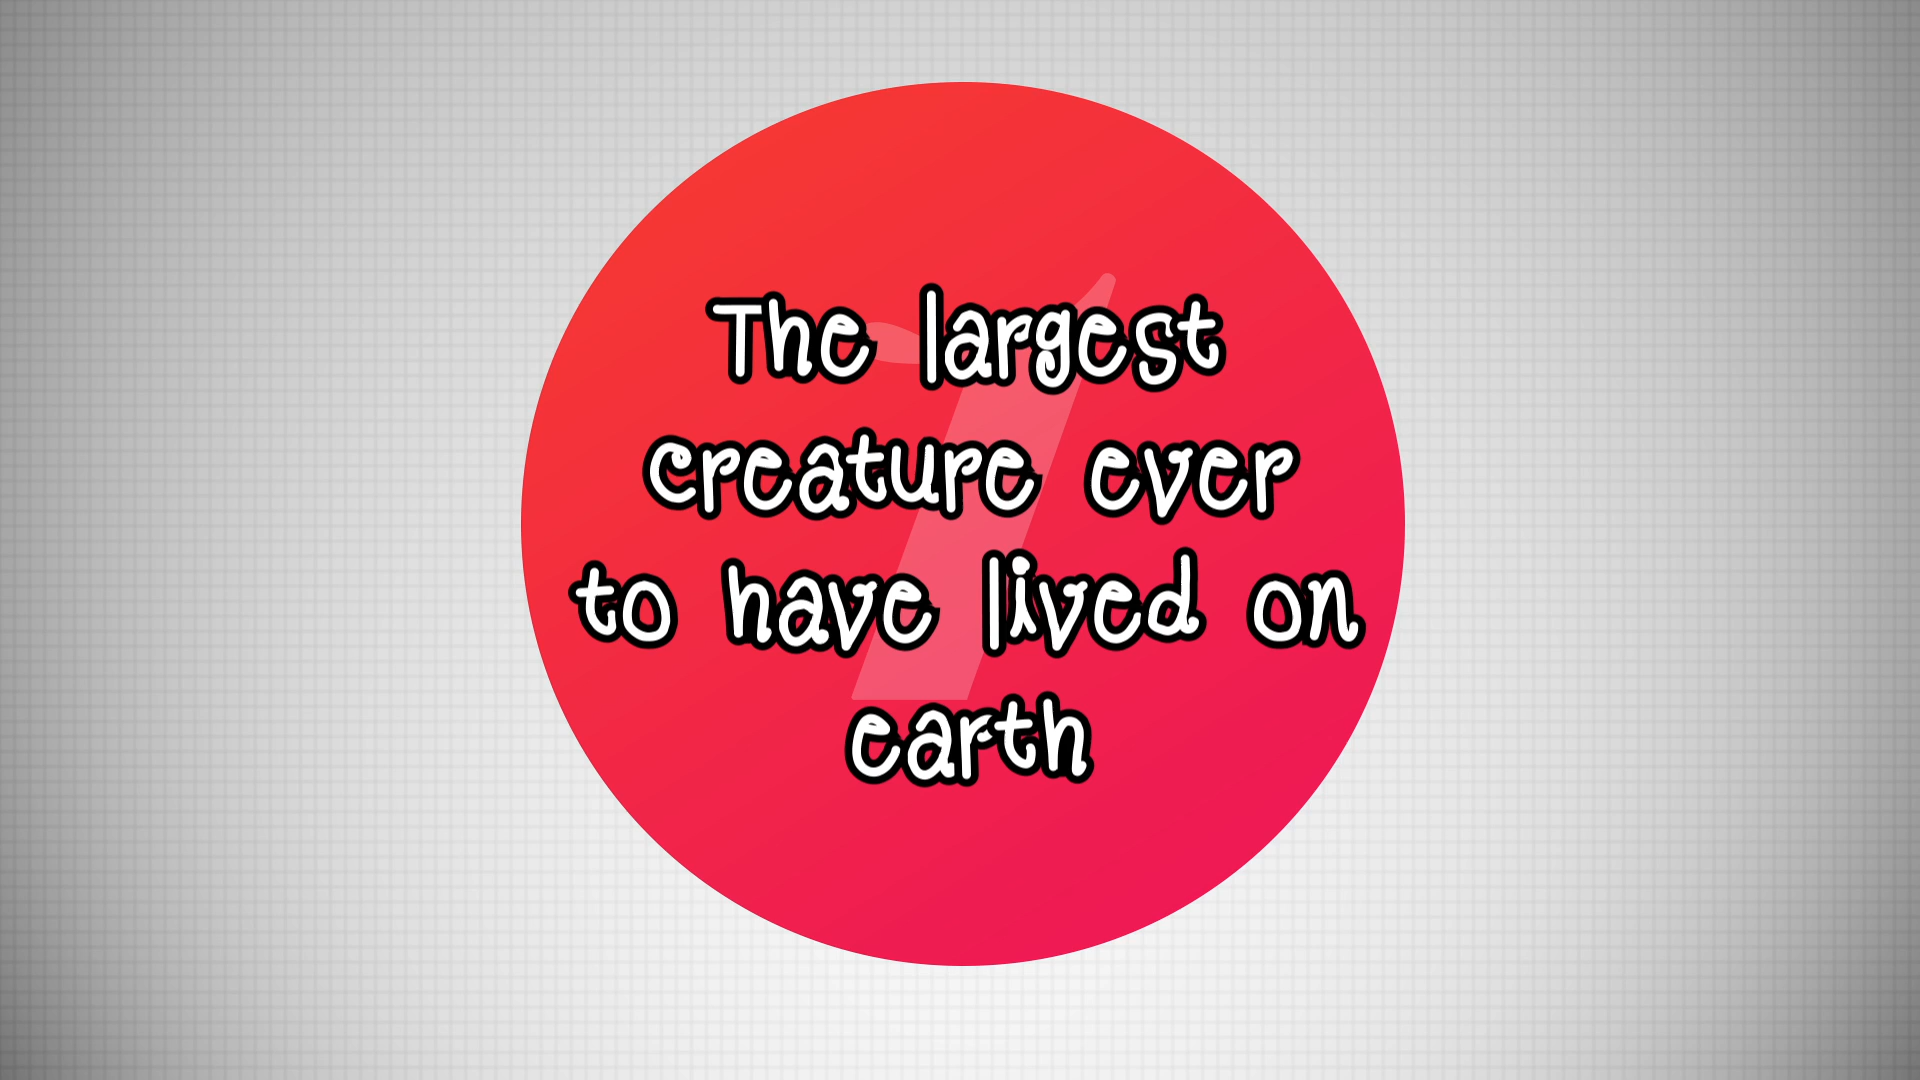 The largest
creature ever
to have lived on
earth